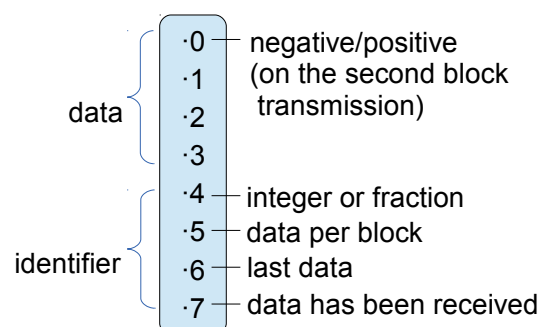 ·0 negative/positive
(on the second block
transmission)
·1
data
·2
·3
·4 integer or fraction
·5 data per block
identifier
·6 last data
·7 data has been received